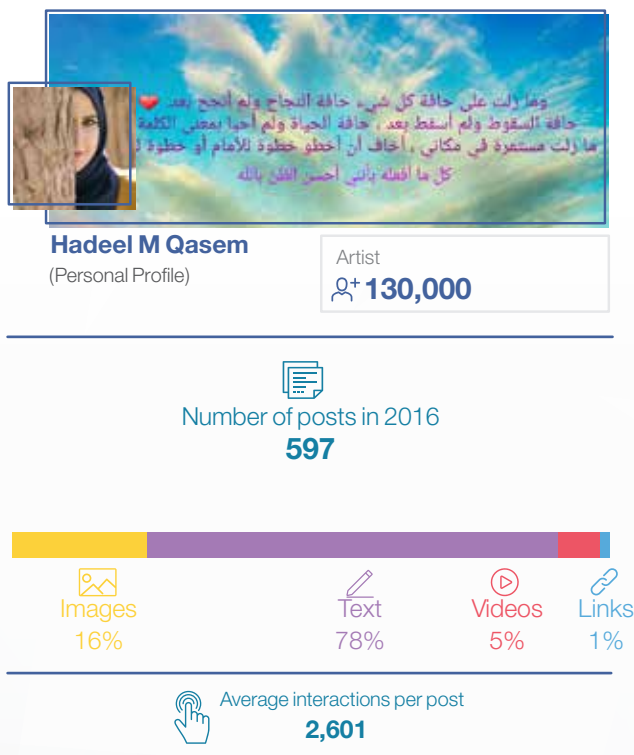 وما زلت على حافة كل شيء، حافة النجاح ولم أنجح بعد
حافة السقوط ولم أسقط بعد , حافة الحياة ولم أحيا بمعنى الكلمة
ما زلت مستمرة في مكاني , أخاف أن أخطو خطوة للأمام أو خطوة
كل ما أفعله بأنني أحسن الظن بالله
Hadeel M Qasem
(Personal Profile)
Artist
130,000
Number of posts in 2016
597
Images
Text
Videos
Links
16%
78%
5%
1%
Average interactions per post
2,601